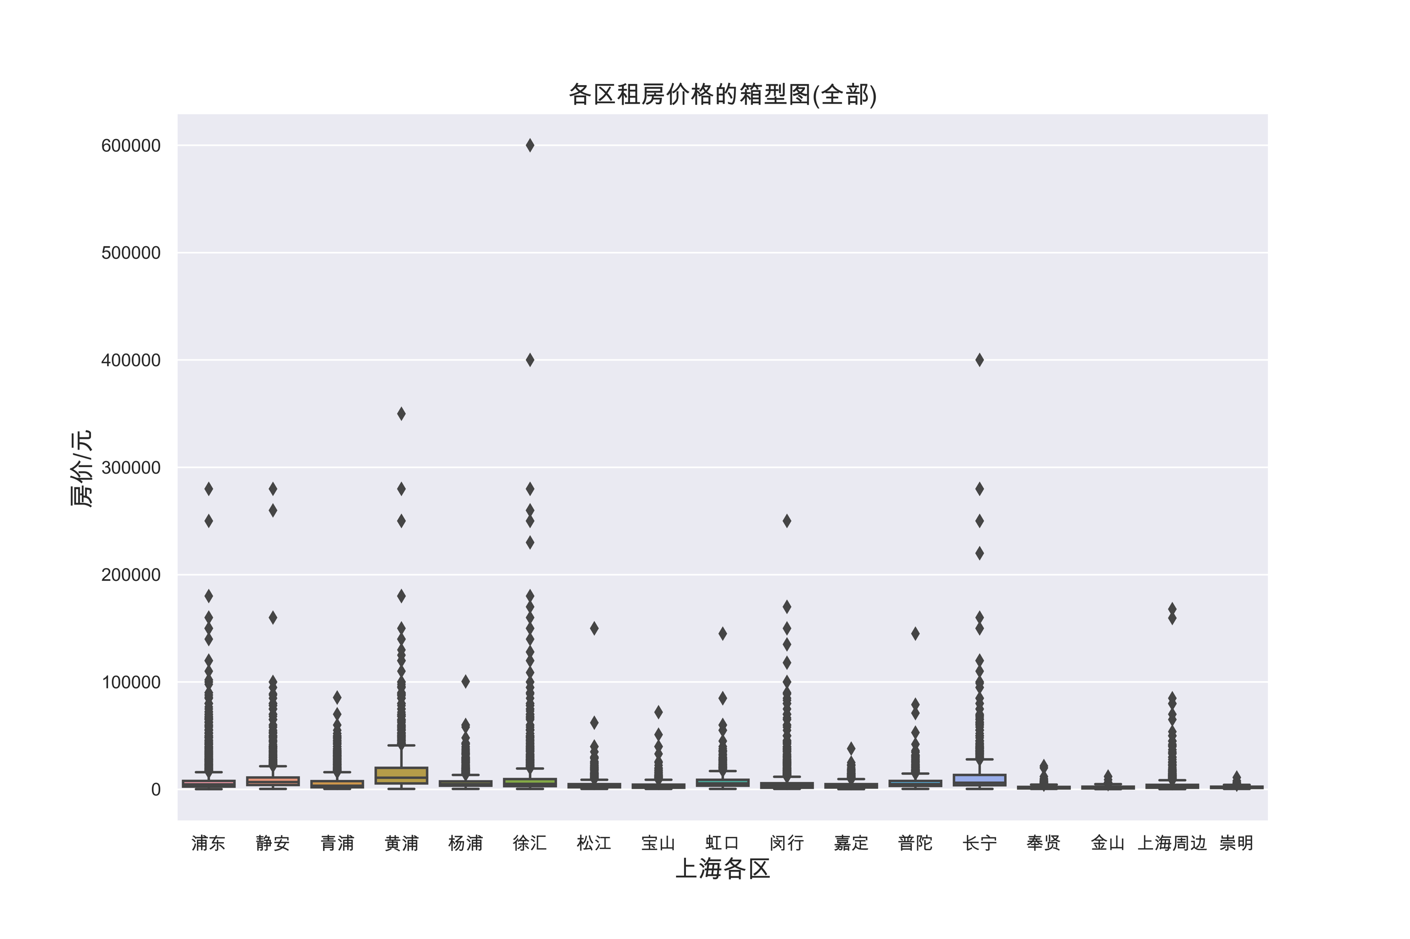 各区租房价格的箱型图(全部)
600000
500000
400000
300000
200000
100000
0
房价/元
浦东 静安 青浦 黄浦 杨浦 徐汇 松江 宝山 虹口 闵行 嘉定 普陀 长宁 奉贤 金山 上海周边 崇明
上海各区